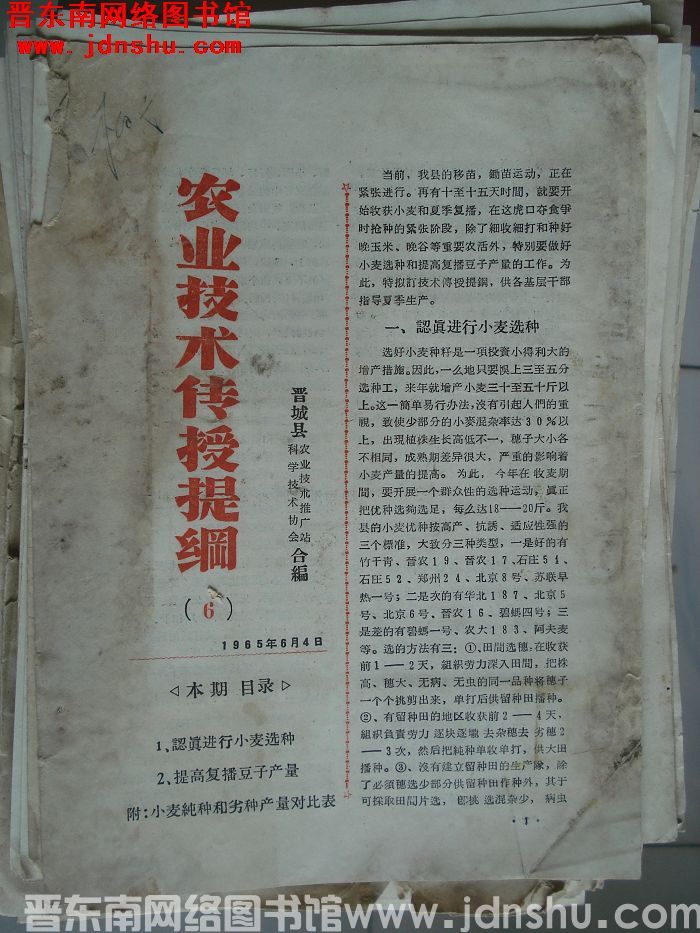 晋东南网络图书馆
www.jdnshu.com
农业技术传授提綱
(6)
晋城县 农业技术推广站 科学技术协会 合編
1965年6月4日
<本期目录>
1、認眞进行小麦选种
2、提高复播豆子产量
附:小麦純种和劣种产量对比表
当前，我县的移苗，鋤苗运动，正在
紧张进行。再有十至十五天时間，就要开
始收获小麦和夏季复播，在这虎口夺食爭
时抢种的紧张阶段，除了細收細打和种好
晚玉米、晚谷等重要农活外，特別要做好
小麦选种和提高复播豆子产量的工作。为
此，特拟訂技术傳授提鋼，供各基层干部
指导夏季生产。
一、認眞进行小麦选种
选好小麦种籽是一項投資小得利大的
增产措施。因此，一么地只要悞上三至五分
选种工，来年就增产小麦三十至五十斤以
上。这一簡单易行办法，沒有引起人們的重
視，致使少部分的小麥混杂率达30%以
上，出現植株生长高低不一，穗子大小各
不相同，成熟期差异很大，严重的影响着
小麦产量的提高。为此，今年在收麦期
間，要开展一个群众性的选种运动，眞正
把优种选夠选足，每么达18——20斤。我
县的小麦优种按高产、抗誘、适应性强的
三个標准，大致分三种类型，一是好的有
竹干青、晉农19、晉农17、石庄54、
石庄52、郑州24、北京8号、苏联早
热一号；二是次的有华北187、北京5
号、北京6号、晉农16、碧螞四号；三
是差的有碧螞一号、农大183、阿夫麦
等。选的方法有三：①、田間选穗，在收获
前1——2天，組織劳力深入田間，把株
高、穗大、无病、无虫的同一品种将穗子
一个个挑剪出来，单打后供留种田播种。
②、有留种田的地区收获前2——4天，
組织負責劳力逐块逐壠去杂穗去劣穗2
——3次，然后把純种单收单打，供大田
播种。③、沒有建立留种田的生产隊，除
了必須穗选少部分供留种田作种外，其于
可採取田間片选，卽挑选混杂少，病虫
·1·
晋东南网络图书馆 www.jdnshu.com